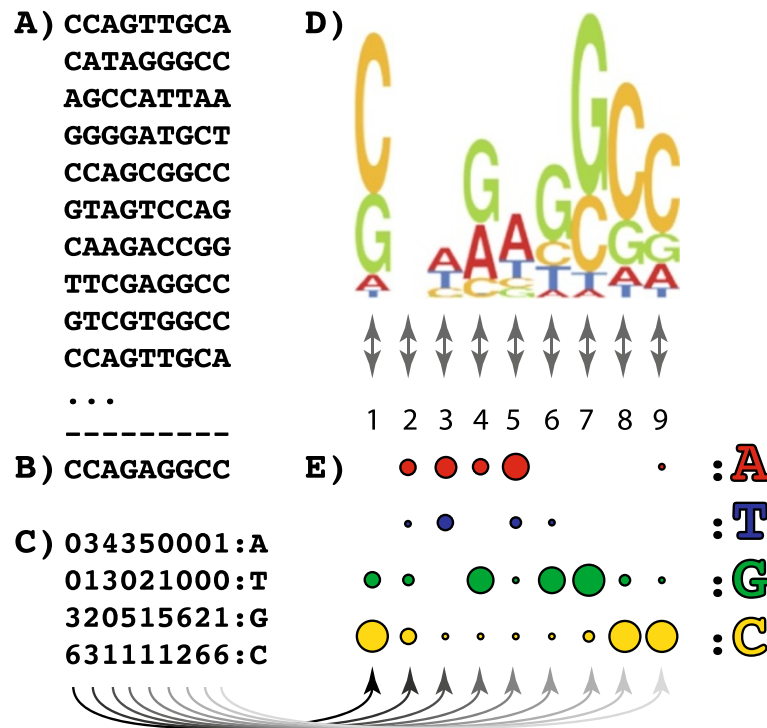 A) CCAGTTGCA
CATAGGGCC
AGCCATTAA
GGGGATGCT
CCAGCGGCC
GTAGTCCAG
CAAGACCGG
TTCGAGGCC
GTCGTGGCC
CCAGTTGCA
...
---------
B) CCAGAGGCC
C) 034350001:A
013020100:T
320515621:G
631111266:C
D)
C G A T
A T C
G A C
A T C G
G C T A
G C T A
C G A T
C G A T
1 2 3 4 5 6 7 8 9
E)
:A
:T
:G
:C